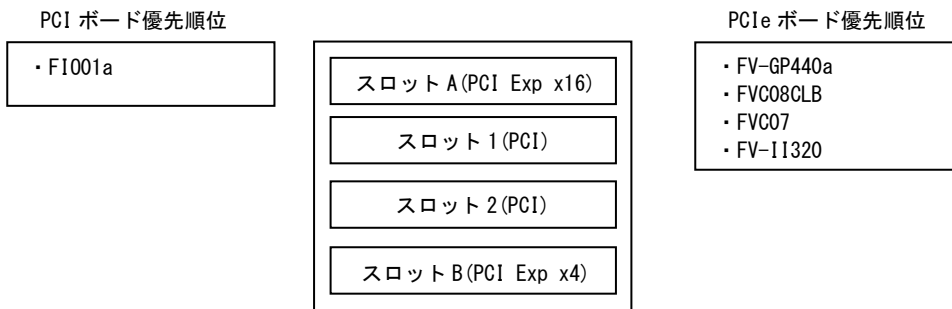 PCI ボード優先順位
・FI001a
スロット A(PCI Exp x16)
スロット 1(PCI)
スロット 2(PCI)
スロット B(PCI Exp x4)
PCIe ボード優先順位
・FV-GP440a
・FVC08CLB
・FVC07
・FV-II320